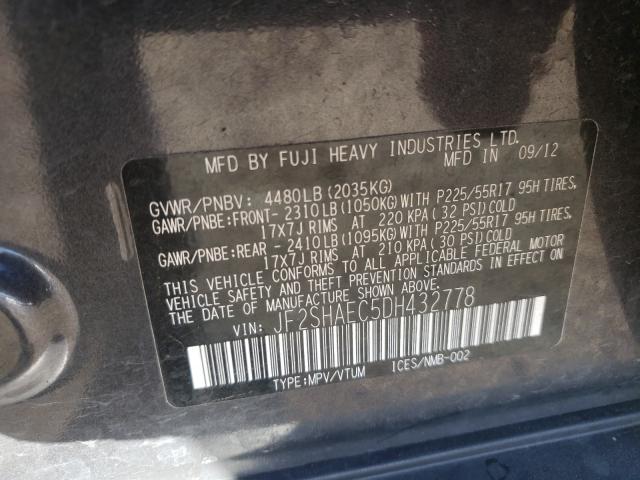 MFD BY FUJI HEAVY INDUSTRIES LTD.
MFD IN 09/12
GVWR/PNBV: 4480LB (2035KG)
GAWR/PNBE:FRONT- 2310LB (1050KG)WITH P225/55R17 95H TIRES,
17X7J RIMS AT 220 KPA ( 32 PSI)COLD
GAWR/PNBE:REAR - 2410LB (1095KG)WITH P225/55R17 95H TIRES,
17X7J RIMS AT 210 KPA ( 30 PSI)COLD
THIS VEHICLE CONFORMS TO ALL APPLICABLE FEDERAL MOTOR
VEHICLE SAFETY AND THEFT PREVENTION STANDARDS IN EFFECT ON
THE DATE OF MANUFACTURE SHOWN ABOVE.
VIN: JF2SHAEC5DH432778
TYPE:MPV/VTUM ICES/NMB-002